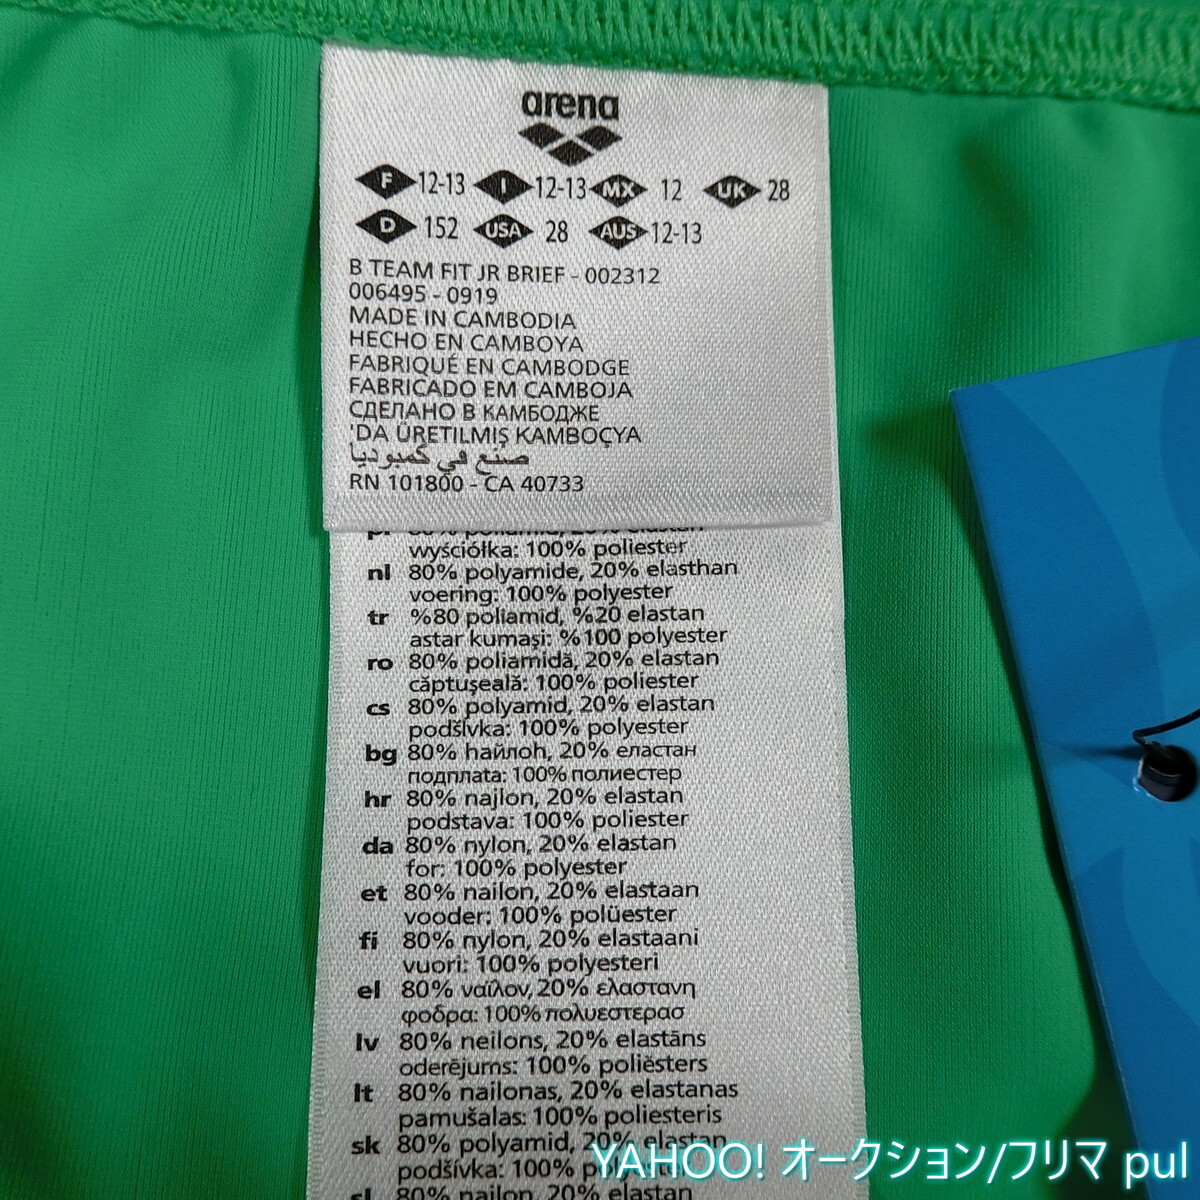 arena
F 12-13 I 12-13 MX 12 UK 28
D 152 USA 28 AUS 12-13
B TEAM FIT JR BRIEF - 002312
006495 - 0919
MADE IN CAMBODIA
HECHO EN CAMBOYA
FABRIQUÉ EN CAMBODGE
FABRICADO EM CAMBOJA
СДЕЛАНО В КАМБОДЖЕ
'DA ÜRETILMIŞ KAMBOÇYA
صنع في كمبوديا
RN 101800 - CA 40733
wyściółka: 100% poliester
nl 80% polyamide, 20% elasthan
voering: 100% polyester
tr %80 poliamid, %20 elastan
astar kumaşi: %100 polyester
ro 80% poliamidă, 20% elastan
căptuşeală: 100% poliester
cs 80% polyamid, 20% elastan
podšívka: 100% polyester
bg 80% найлон, 20% еластан
подплата: 100% полиестер
hr 80% najlon, 20% elastan
podstava: 100% poliester
da 80% nylon, 20% elastan
for: 100% polyester
et 80% nailon, 20% elastaan
vooder: 100% polüester
fi 80% nylon, 20% elastaani
vuori: 100% polyesteri
el 80% ναΐλον, 20% ελαστανη
φοδρα: 100% πολυεστερασ
lv 80% neilons, 20% elastāns
oderējums: 100% poliēsters
lt 80% nailonas, 20% elastanas
pamušalas: 100% poliesteris
sk 80% polyamid, 20% elastan
podšívka: 100%
sl 80% najlon, 20% elastan
YAHOO! オークション/フリマ pul